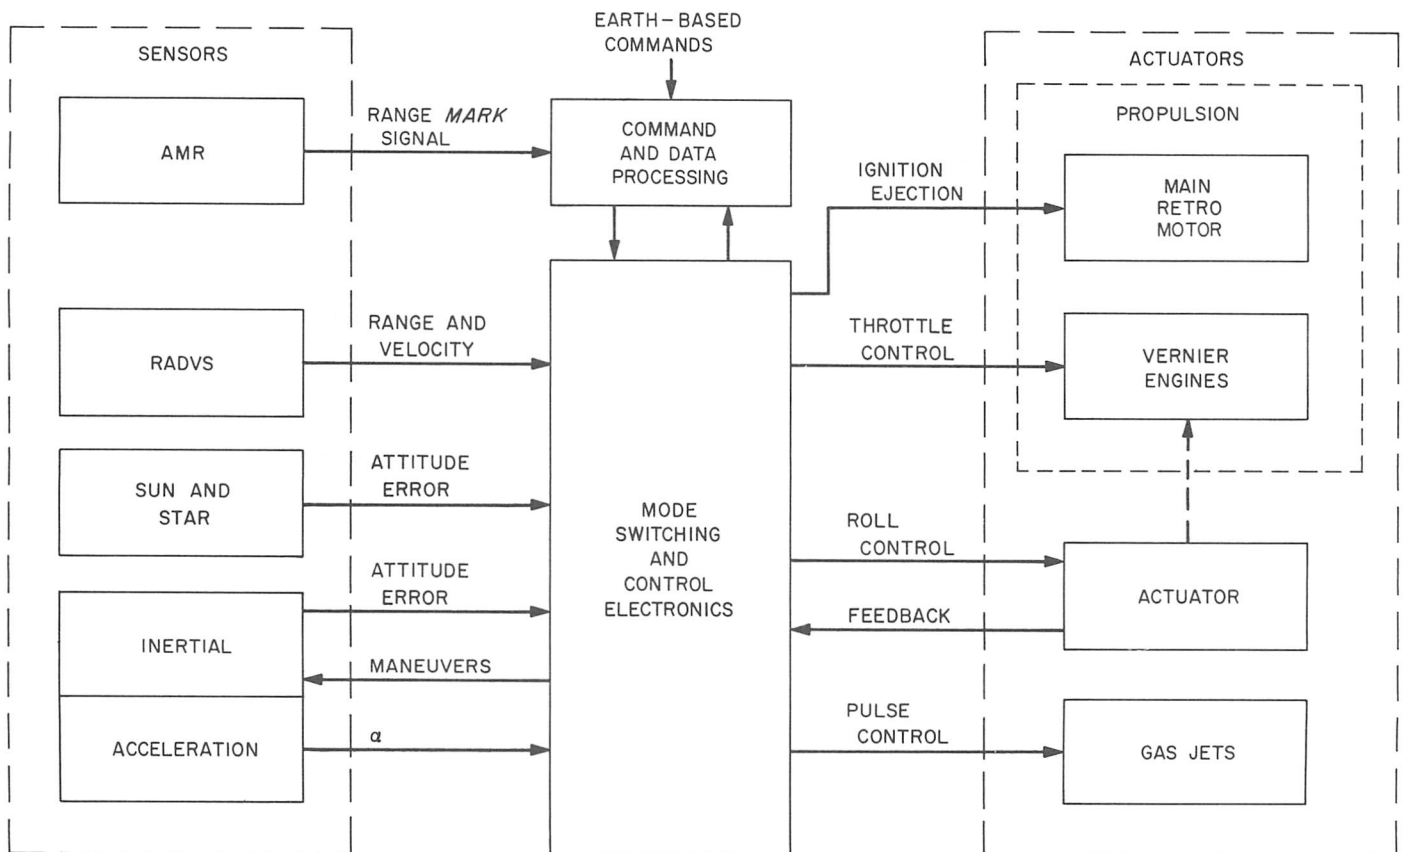 EARTH-BASED
COMMANDS
SENSORS
AMR
RANGE MARK
SIGNAL
COMMAND
AND DATA
PROCESSING
RADVS
RANGE AND
VELOCITY
SUN AND
STAR
ATTITUDE
ERROR
INERTIAL
ATTITUDE
ERROR
MANEUVERS
ACCELERATION
α
MODE
SWITCHING
AND
CONTROL
ELECTRONICS
ACTUATORS
PROPULSION
IGNITION
EJECTION
MAIN
RETRO
MOTOR
THROTTLE
CONTROL
VERNIER
ENGINES
ROLL
CONTROL
ACTUATOR
FEEDBACK
PULSE
CONTROL
GAS JETS